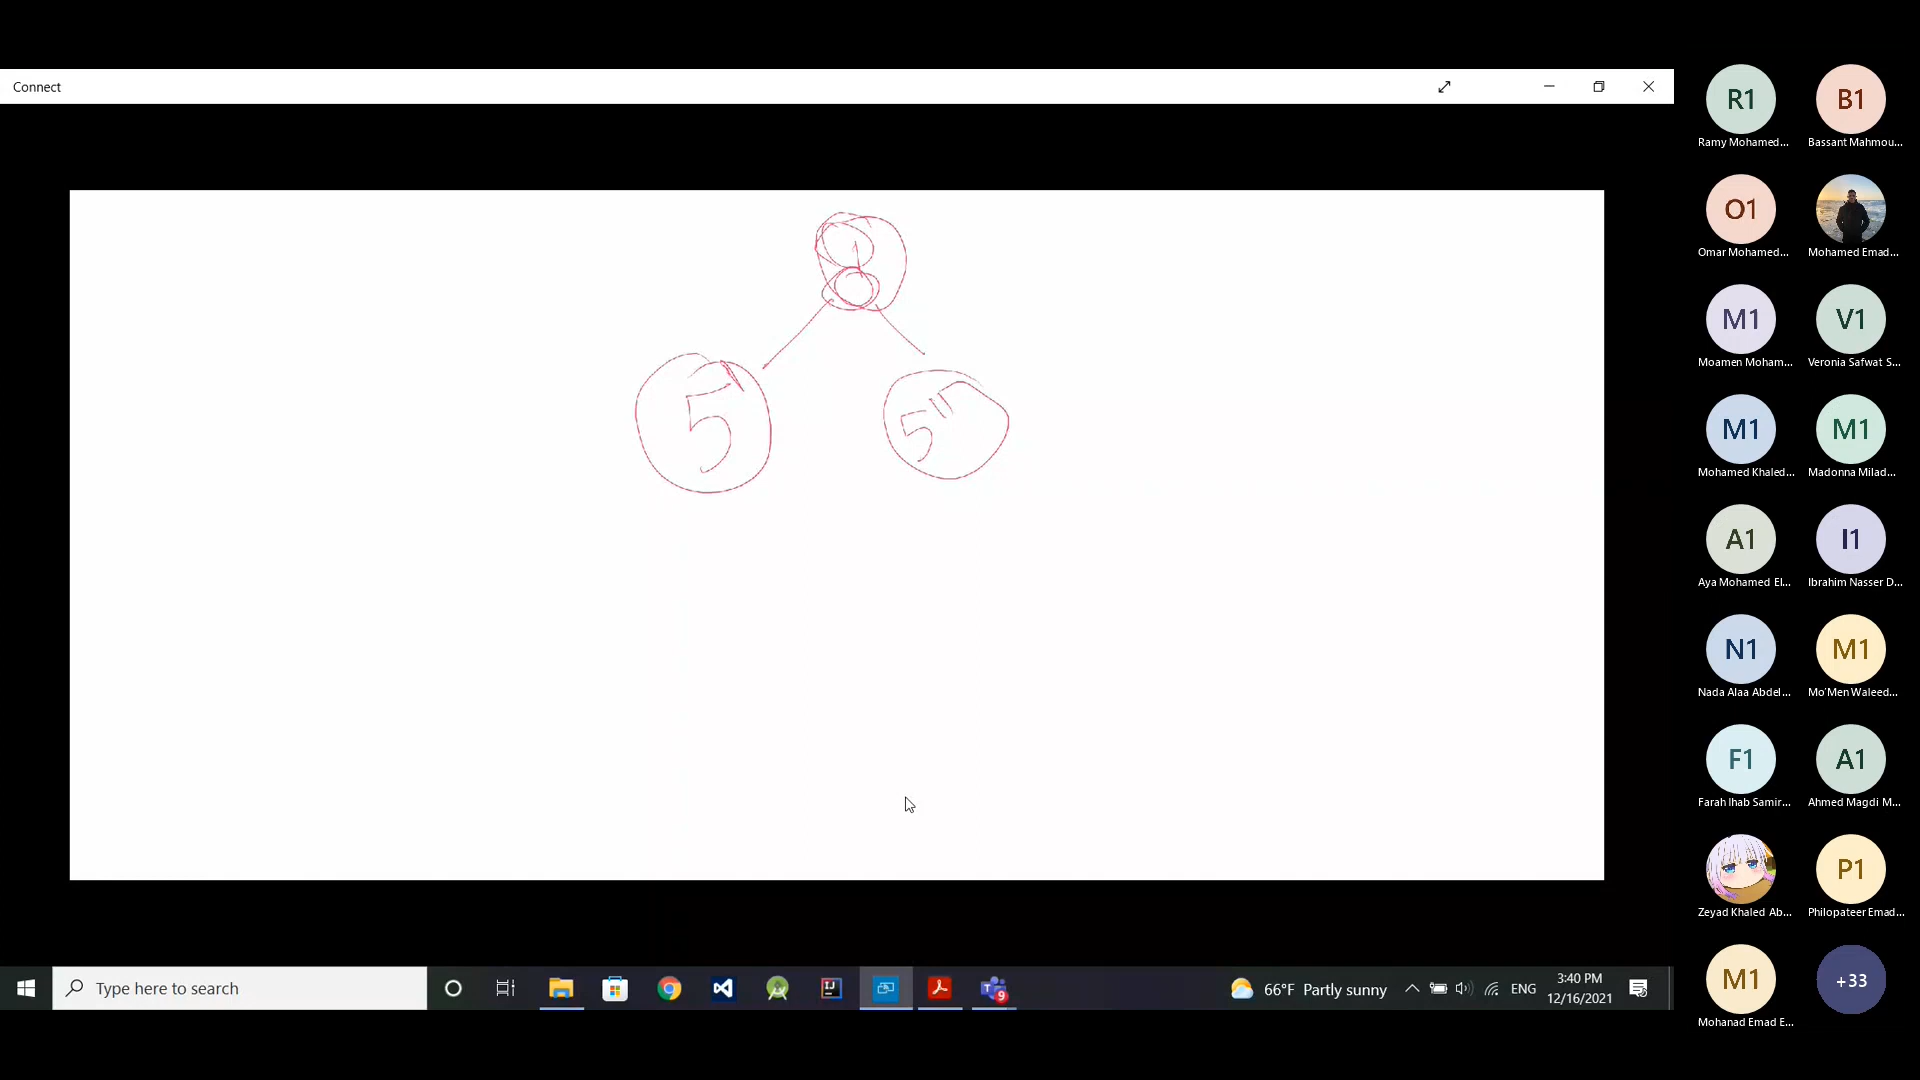 Connect
R1
B1
Ramy Mohamed...
Bassant Mahmou...
O1
Omar Mohamed...
Mohamed Emad...
M1
V1
Moamen Moham...
Veronia Safwat S...
M1
M1
Mohamed Khaled...
Madonna Milad...
A1
I1
Aya Mohamed El...
Ibrahim Nasser D...
N1
M1
Nada Alaa Abdel...
Mo'Men Waleed...
F1
A1
Farah Ihab Samir...
Ahmed Magdi M...
P1
Zeyad Khaled Ab...
Philopateer Emad...
M1
+33
Mohanad Emad E...
8
5'
5"
Type here to search
9
66°F Partly sunny
ENG
3:40 PM
12/16/2021